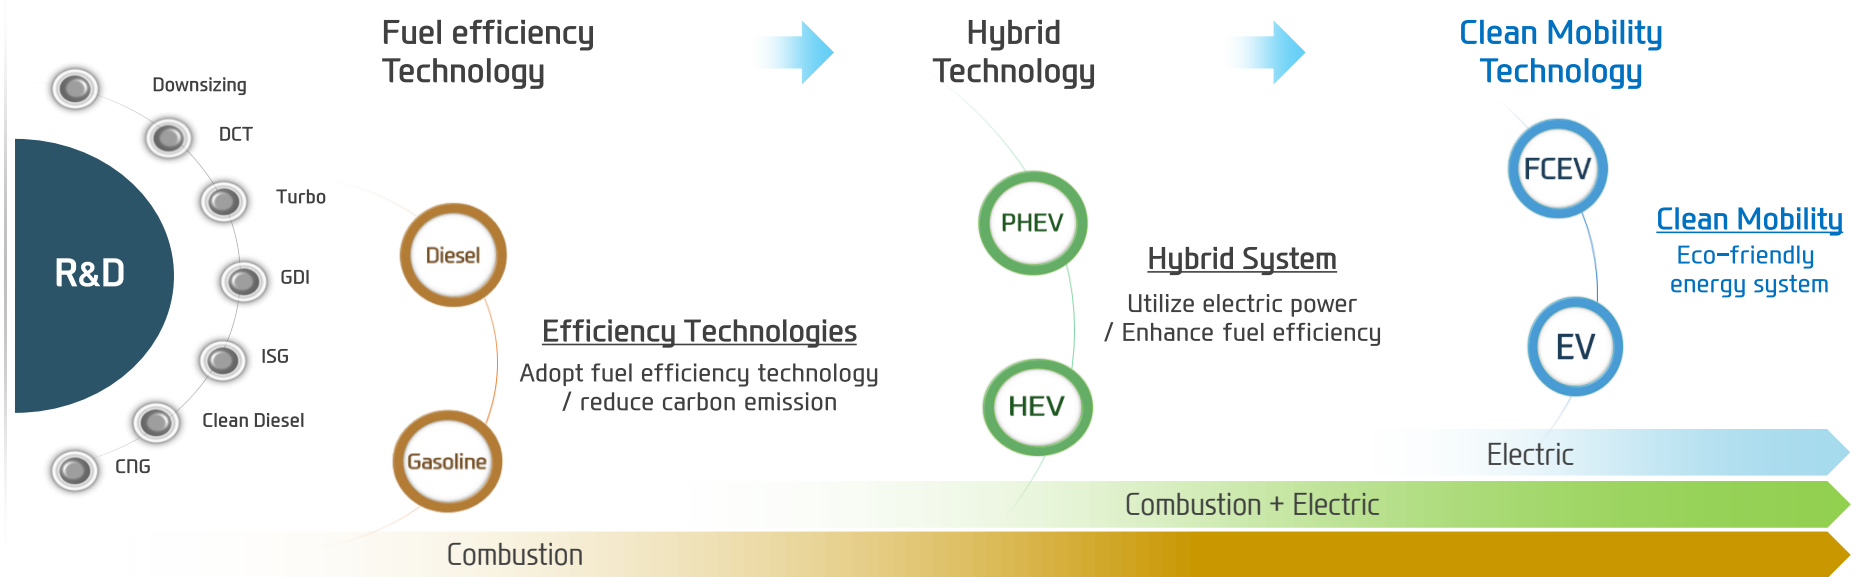 Fuel efficiency
Technology
Hybrid
Technology
Clean Mobility
Technology
R&D
Downsizing
DCT
Turbo
GDI
ISG
Clean Diesel
CNG
Diesel
Gasoline
Efficiency Technologies
Adopt fuel efficiency technology
/ reduce carbon emission
PHEV
HEV
Hybrid System
Utilize electric power
/ Enhance fuel efficiency
FCEV
EV
Clean Mobility
Eco-friendly
energy system
Electric
Combustion + Electric
Combustion